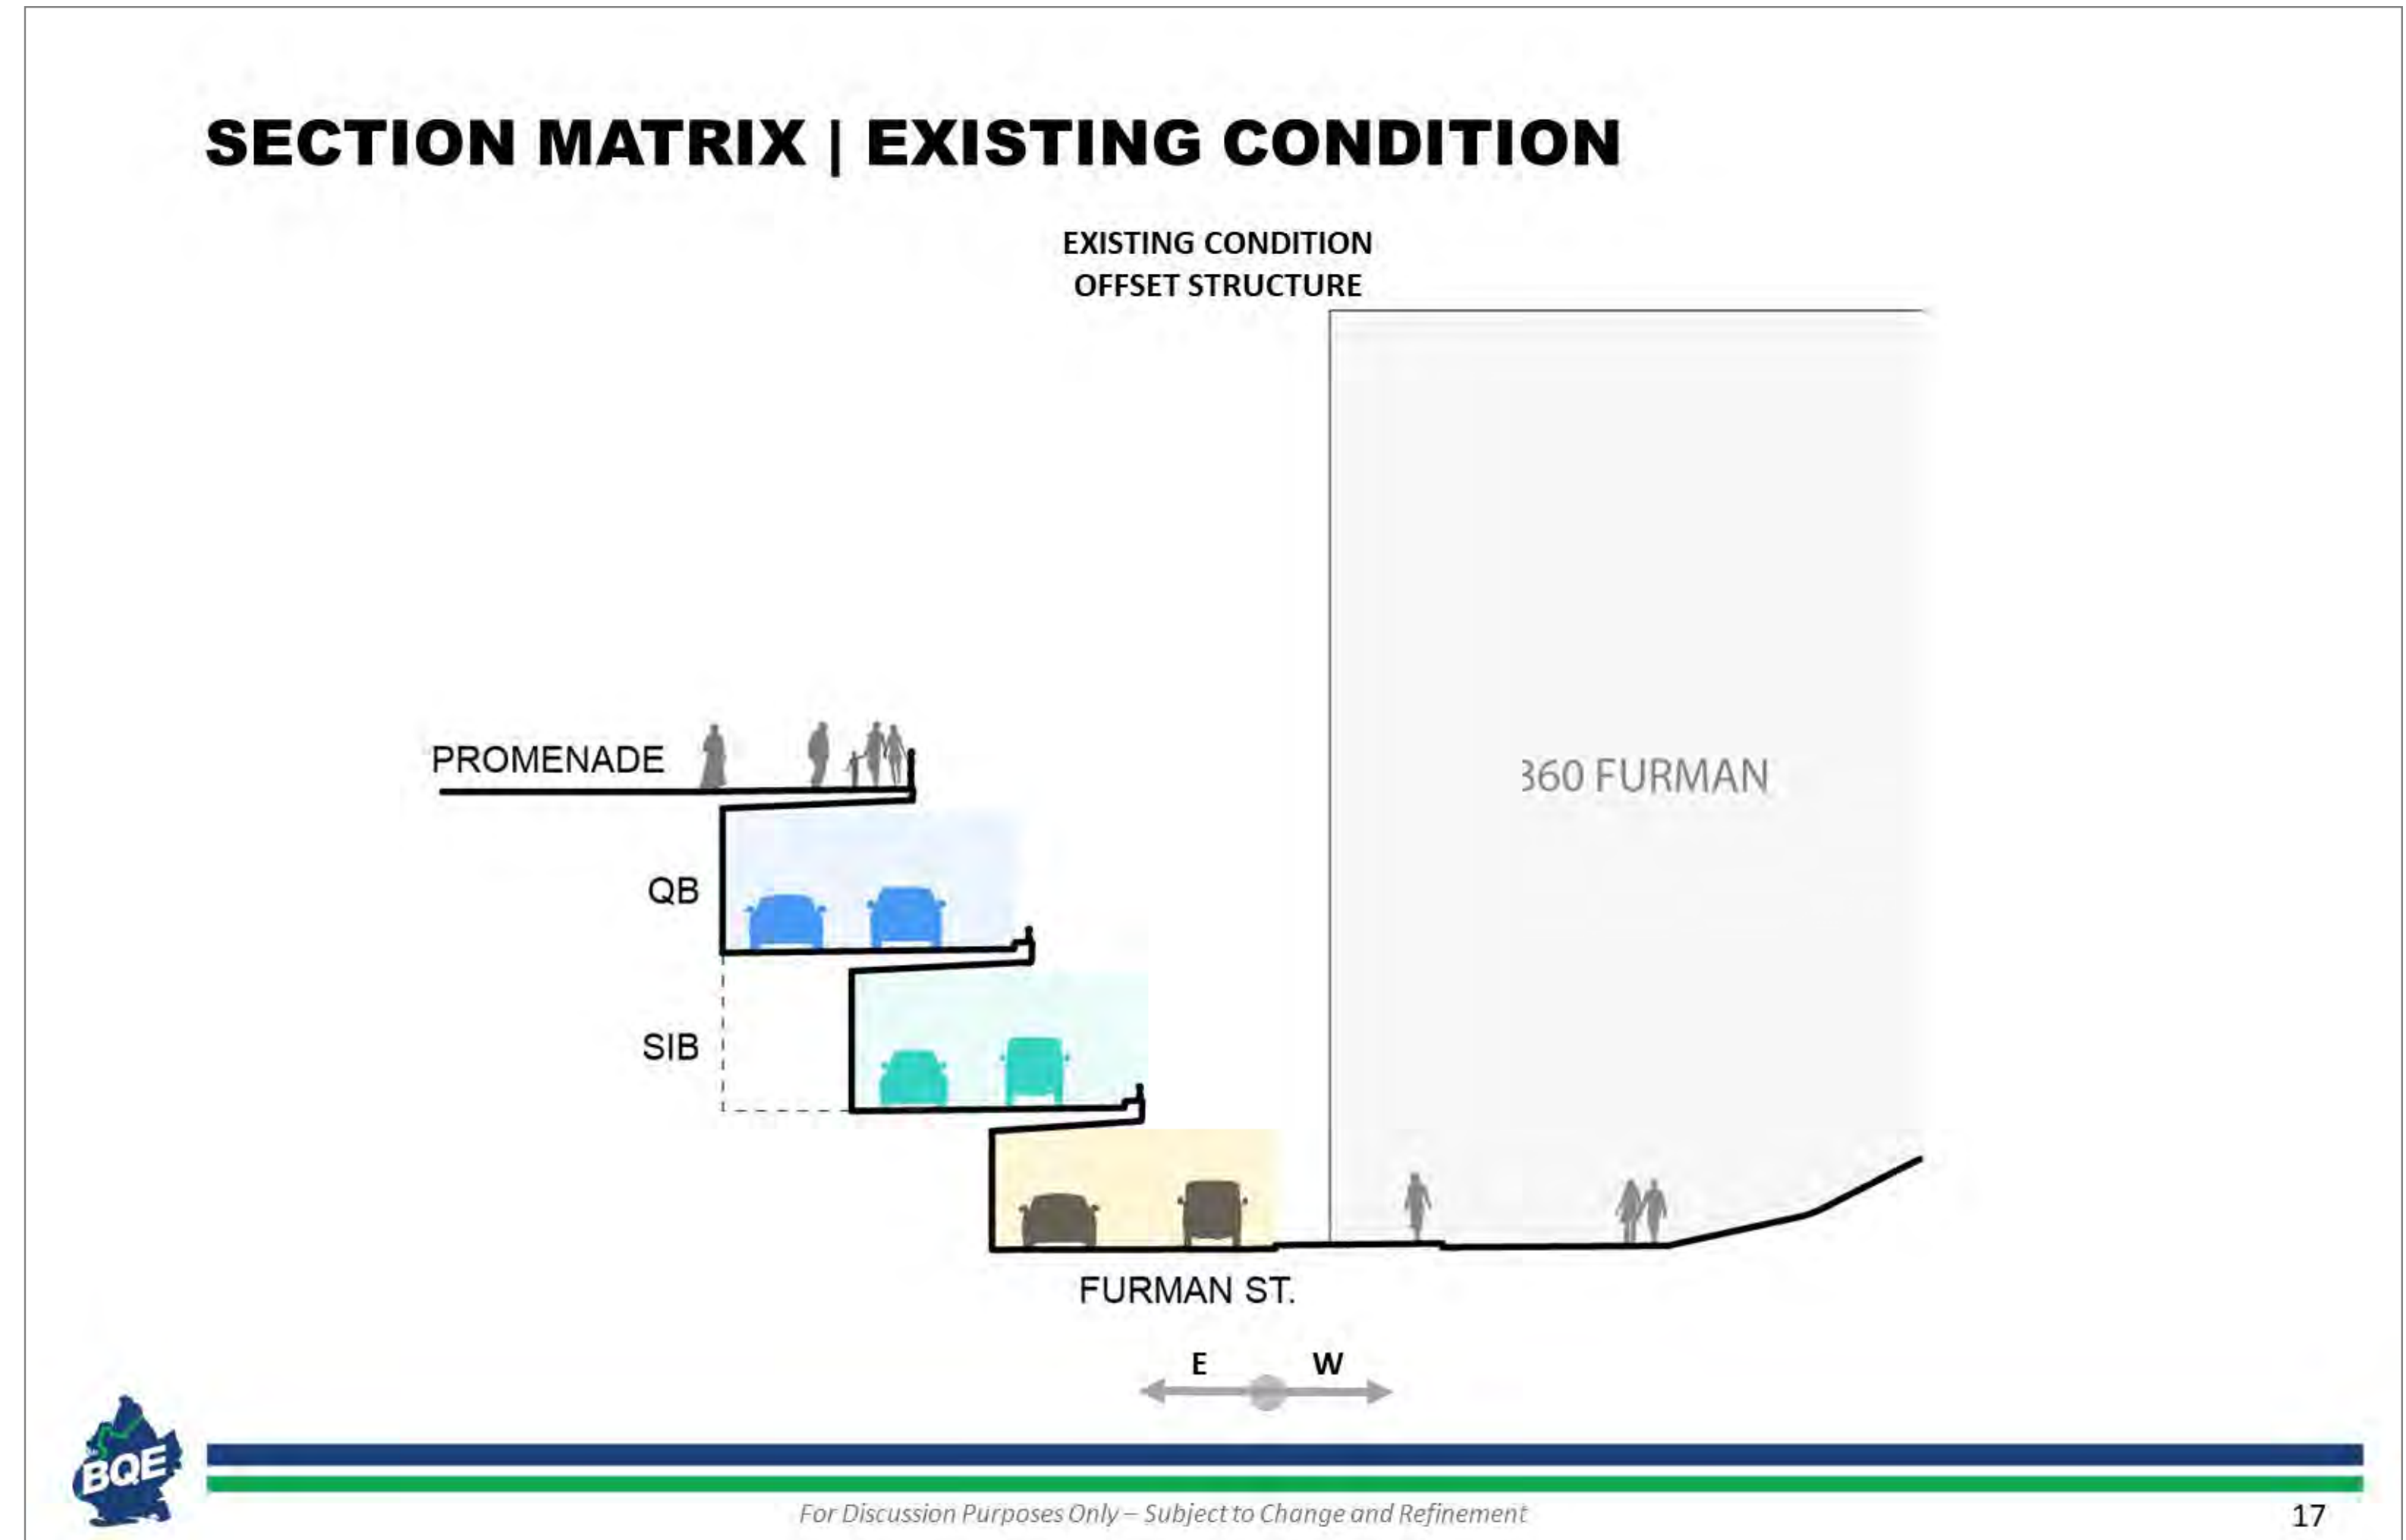 SECTION MATRIX | EXISTING CONDITION
EXISTING CONDITION
OFFSET STRUCTURE
PROMENADE
360 FURMAN
QB
SIB
FURMAN ST.
E W
BQE
For Discussion Purposes Only – Subject to Change and Refinement
17